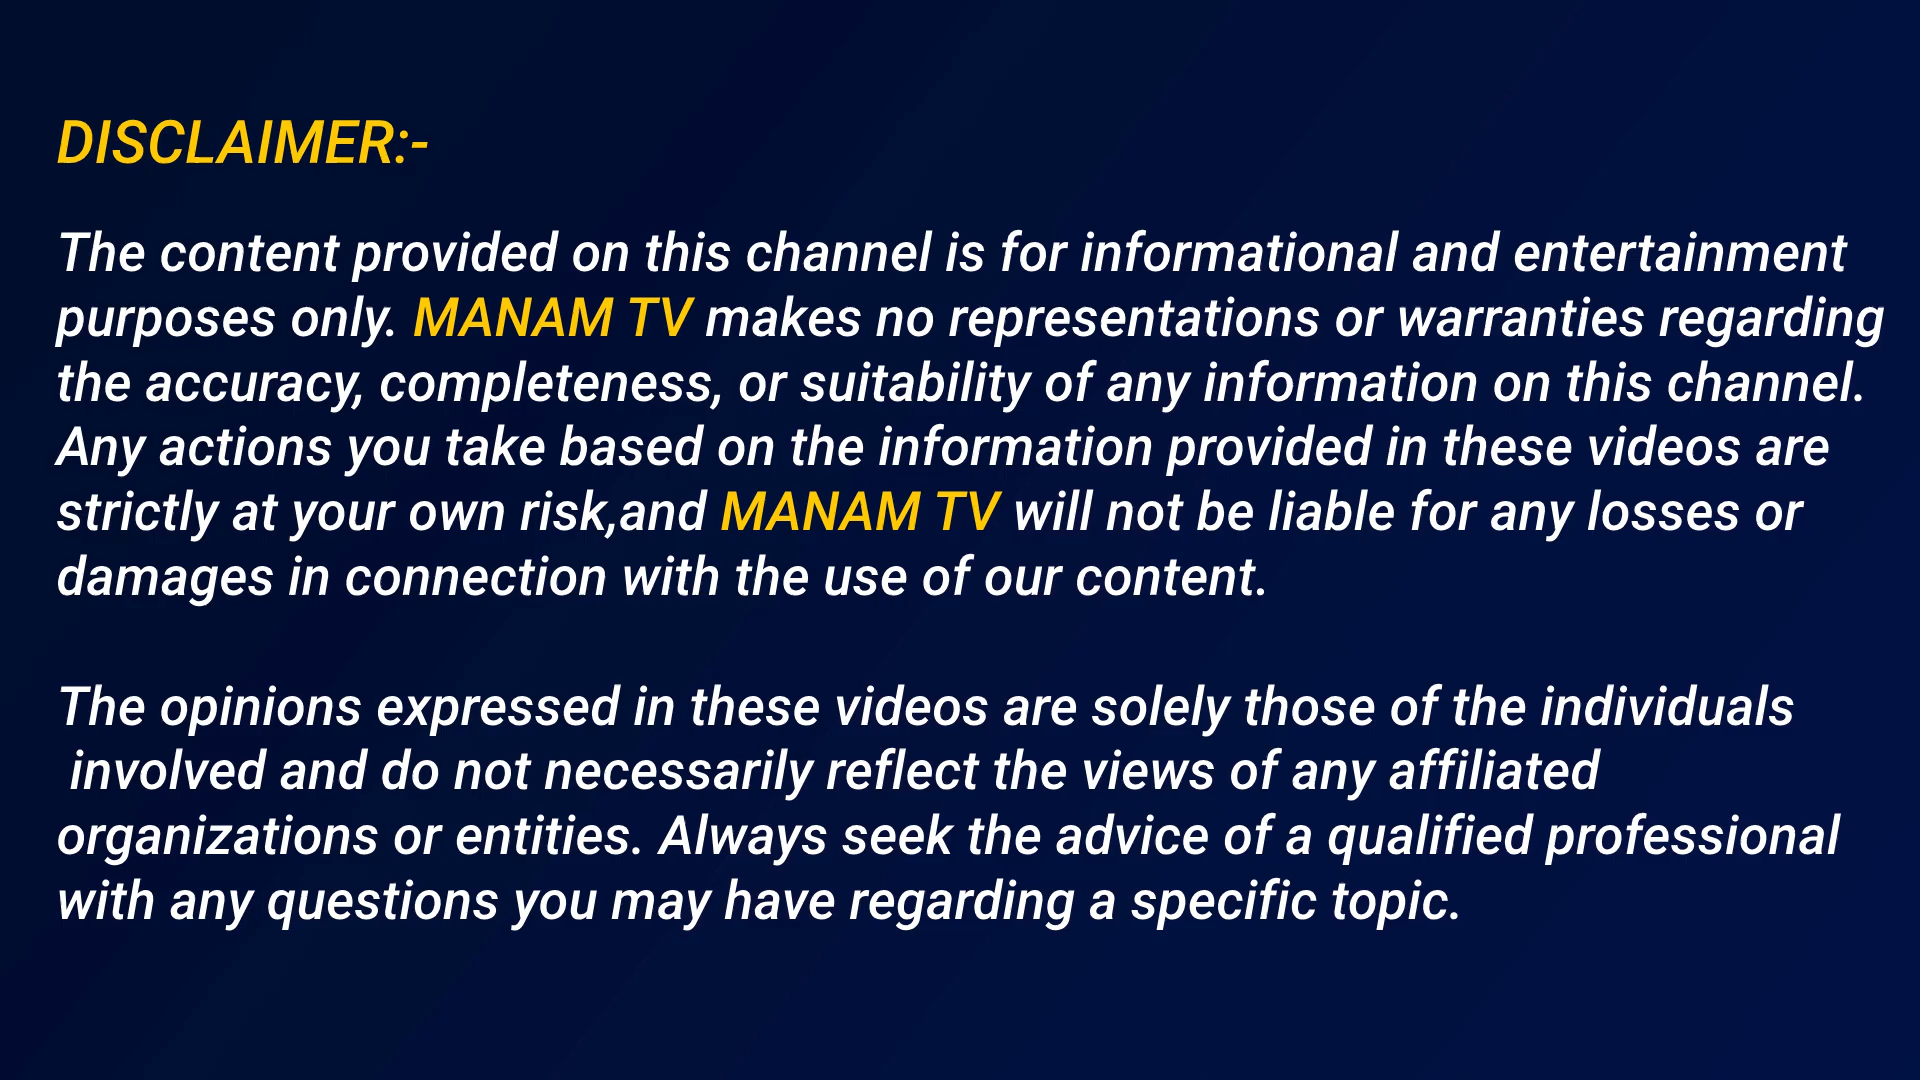 DISCLAIMER:-
The content provided on this channel is for informational and entertainment
purposes only. MANAM TV makes no representations or warranties regarding
the accuracy, completeness, or suitability of any information on this channel.
Any actions you take based on the information provided in these videos are
strictly at your own risk,and MANAM TV will not be liable for any losses or
damages in connection with the use of our content.
The opinions expressed in these videos are solely those of the individuals
involved and do not necessarily reflect the views of any affiliated
organizations or entities. Always seek the advice of a qualified professional
with any questions you may have regarding a specific topic.